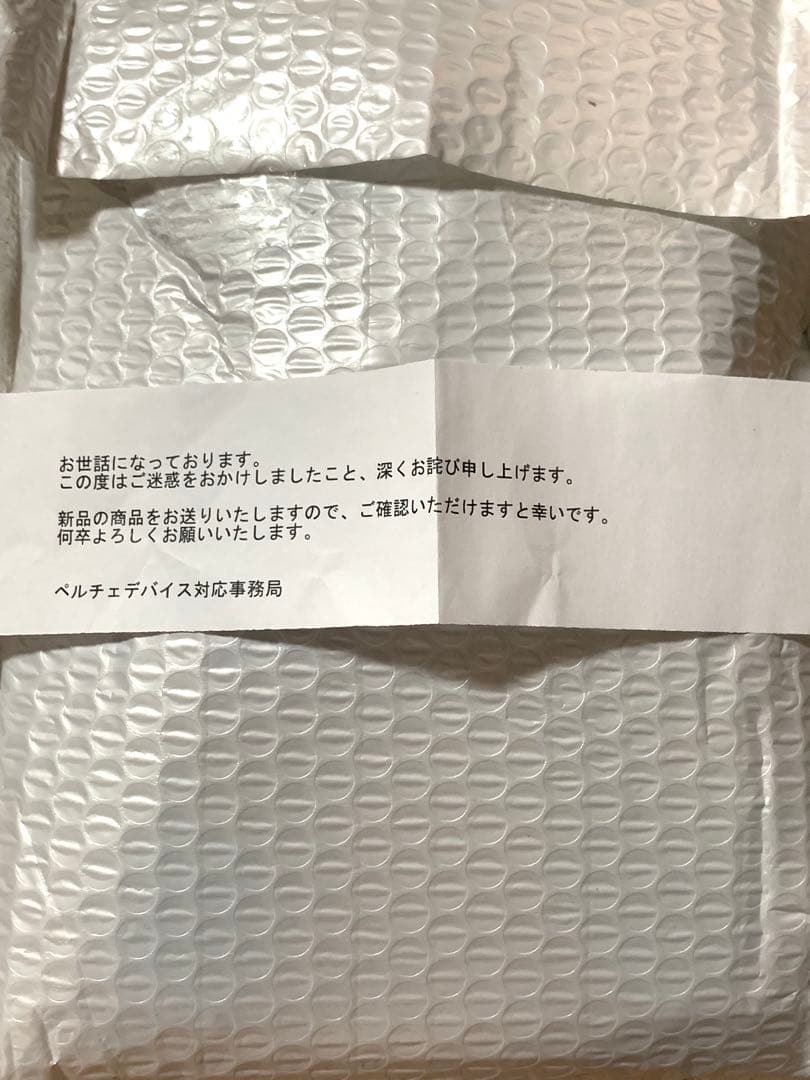 お世話になっております。
この度はご迷惑をおかけしましたこと、深くお詫び申し上げます。
新品の商品をお送りいたしますので、ご確認いただけますと幸いです。
何卒よろしくお願いいたします。
ペルチェデバイス対応事務局